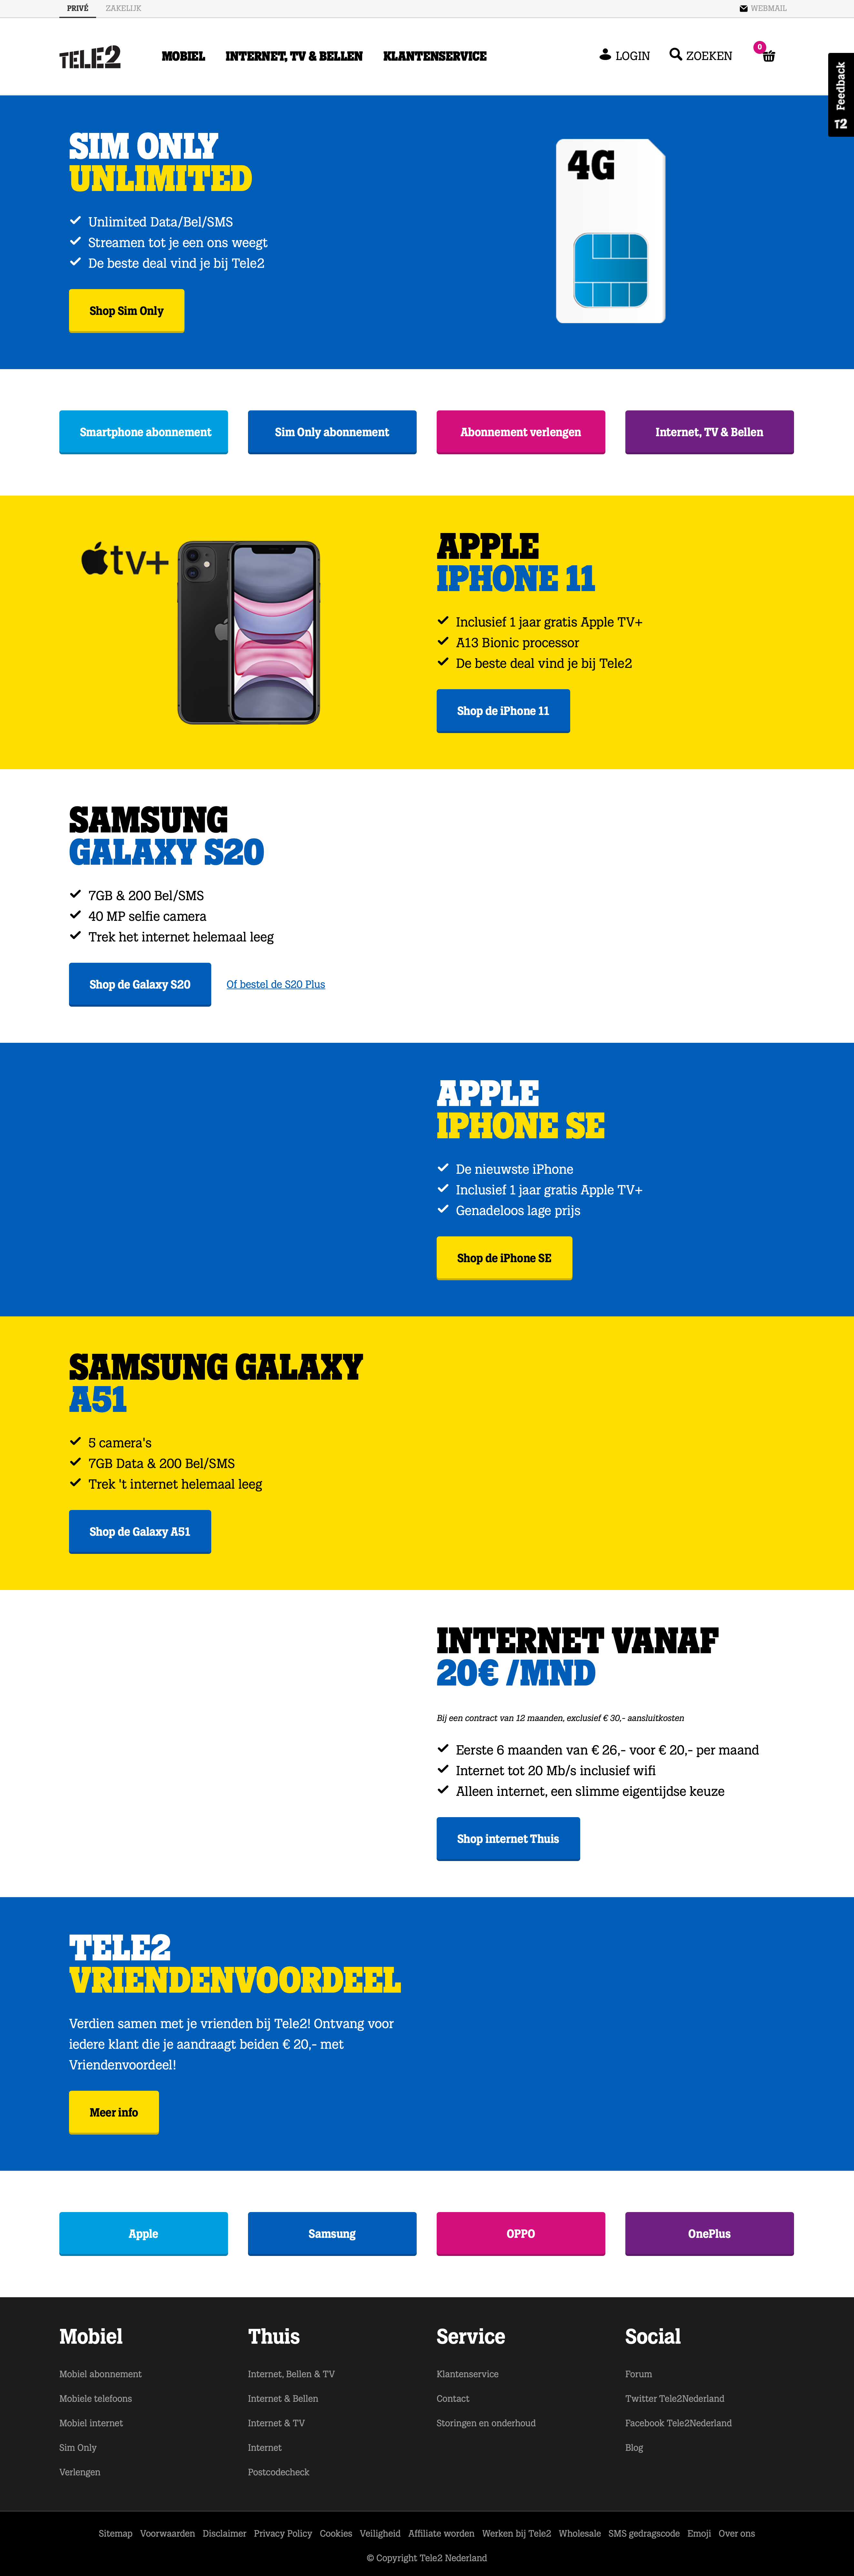 PRIVÉ ZAKELIJK WEBMAIL
TELE2 MOBIEL INTERNET, TV & BELLEN KLANTENSERVICE LOGIN ZOEKEN 0
Feedback
T2
SIM ONLY
UNLIMITED
Unlimited Data/Bel/SMS
Streamen tot je een ons weegt
De beste deal vind je bij Tele2
Shop Sim Only
4G
Smartphone abonnement Sim Only abonnement Abonnement verlengen Internet, TV & Bellen
tv+
APPLE
IPHONE 11
Inclusief 1 jaar gratis Apple TV+
A13 Bionic processor
De beste deal vind je bij Tele2
Shop de iPhone 11
SAMSUNG
GALAXY S20
7GB & 200 Bel/SMS
40 MP selfie camera
Trek het internet helemaal leeg
Shop de Galaxy S20 Of bestel de S20 Plus
APPLE
IPHONE SE
De nieuwste iPhone
Inclusief 1 jaar gratis Apple TV+
Genadeloos lage prijs
Shop de iPhone SE
SAMSUNG GALAXY
A51
5 camera's
7GB Data & 200 Bel/SMS
Trek 't internet helemaal leeg
Shop de Galaxy A51
INTERNET VANAF
20€ /MND
Bij een contract van 12 maanden, exclusief € 30,- aansluitkosten
Eerste 6 maanden van € 26,- voor € 20,- per maand
Internet tot 20 Mb/s inclusief wifi
Alleen internet, een slimme eigentijdse keuze
Shop internet Thuis
TELE2
VRIENDENVOORDEEL
Verdien samen met je vrienden bij Tele2! Ontvang voor
iedere klant die je aandraagt beiden € 20,- met
Vriendenvoordeel!
Meer info
Apple Samsung OPPO OnePlus
Mobiel
Mobiel abonnement
Mobiele telefoons
Mobiel internet
Sim Only
Verlengen
Thuis
Internet, Bellen & TV
Internet & Bellen
Internet & TV
Internet
Postcodecheck
Service
Klantenservice
Contact
Storingen en onderhoud
Social
Forum
Twitter Tele2Nederland
Facebook Tele2Nederland
Blog
Sitemap Voorwaarden Disclaimer Privacy Policy Cookies Veiligheid Affiliate worden Werken bij Tele2 Wholesale SMS gedragscode Emoji Over ons
© Copyright Tele2 Nederland